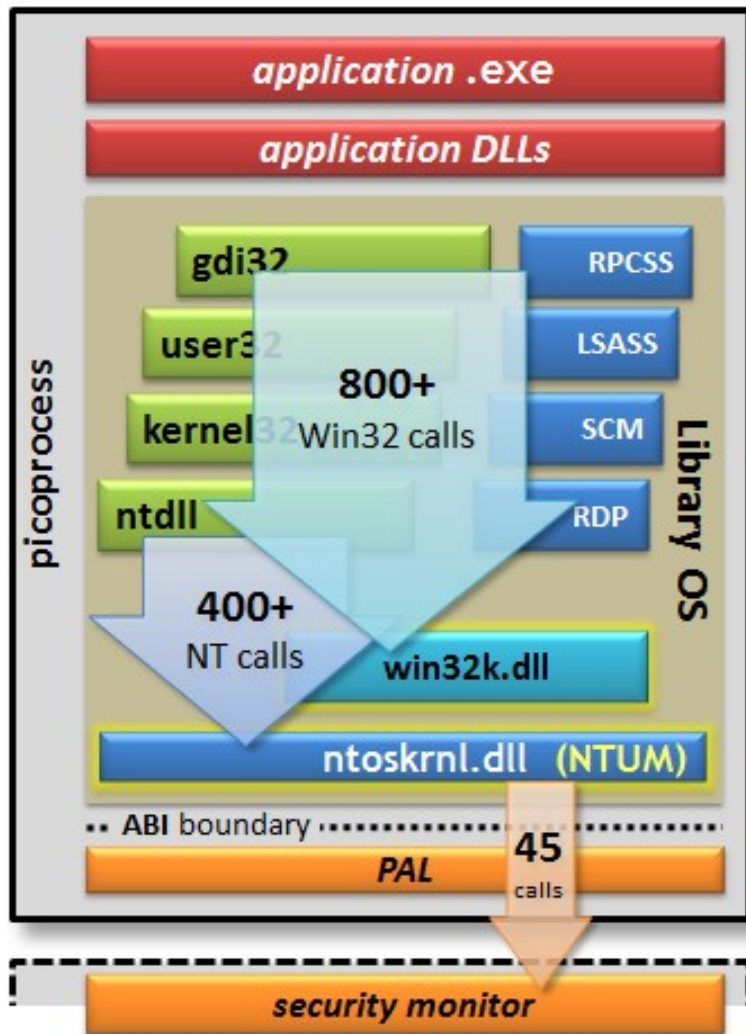 application .exe
application DLLs
gdi32
RPCSS
user32
LSASS
800+
Win32 calls
kernel32
SCM
ntdll
RDP
picoprocess
Library OS
400+
NT calls
win32k.dll
ntoskrnl.dll (NTUM)
ABI boundary
45
calls
PAL
security monitor